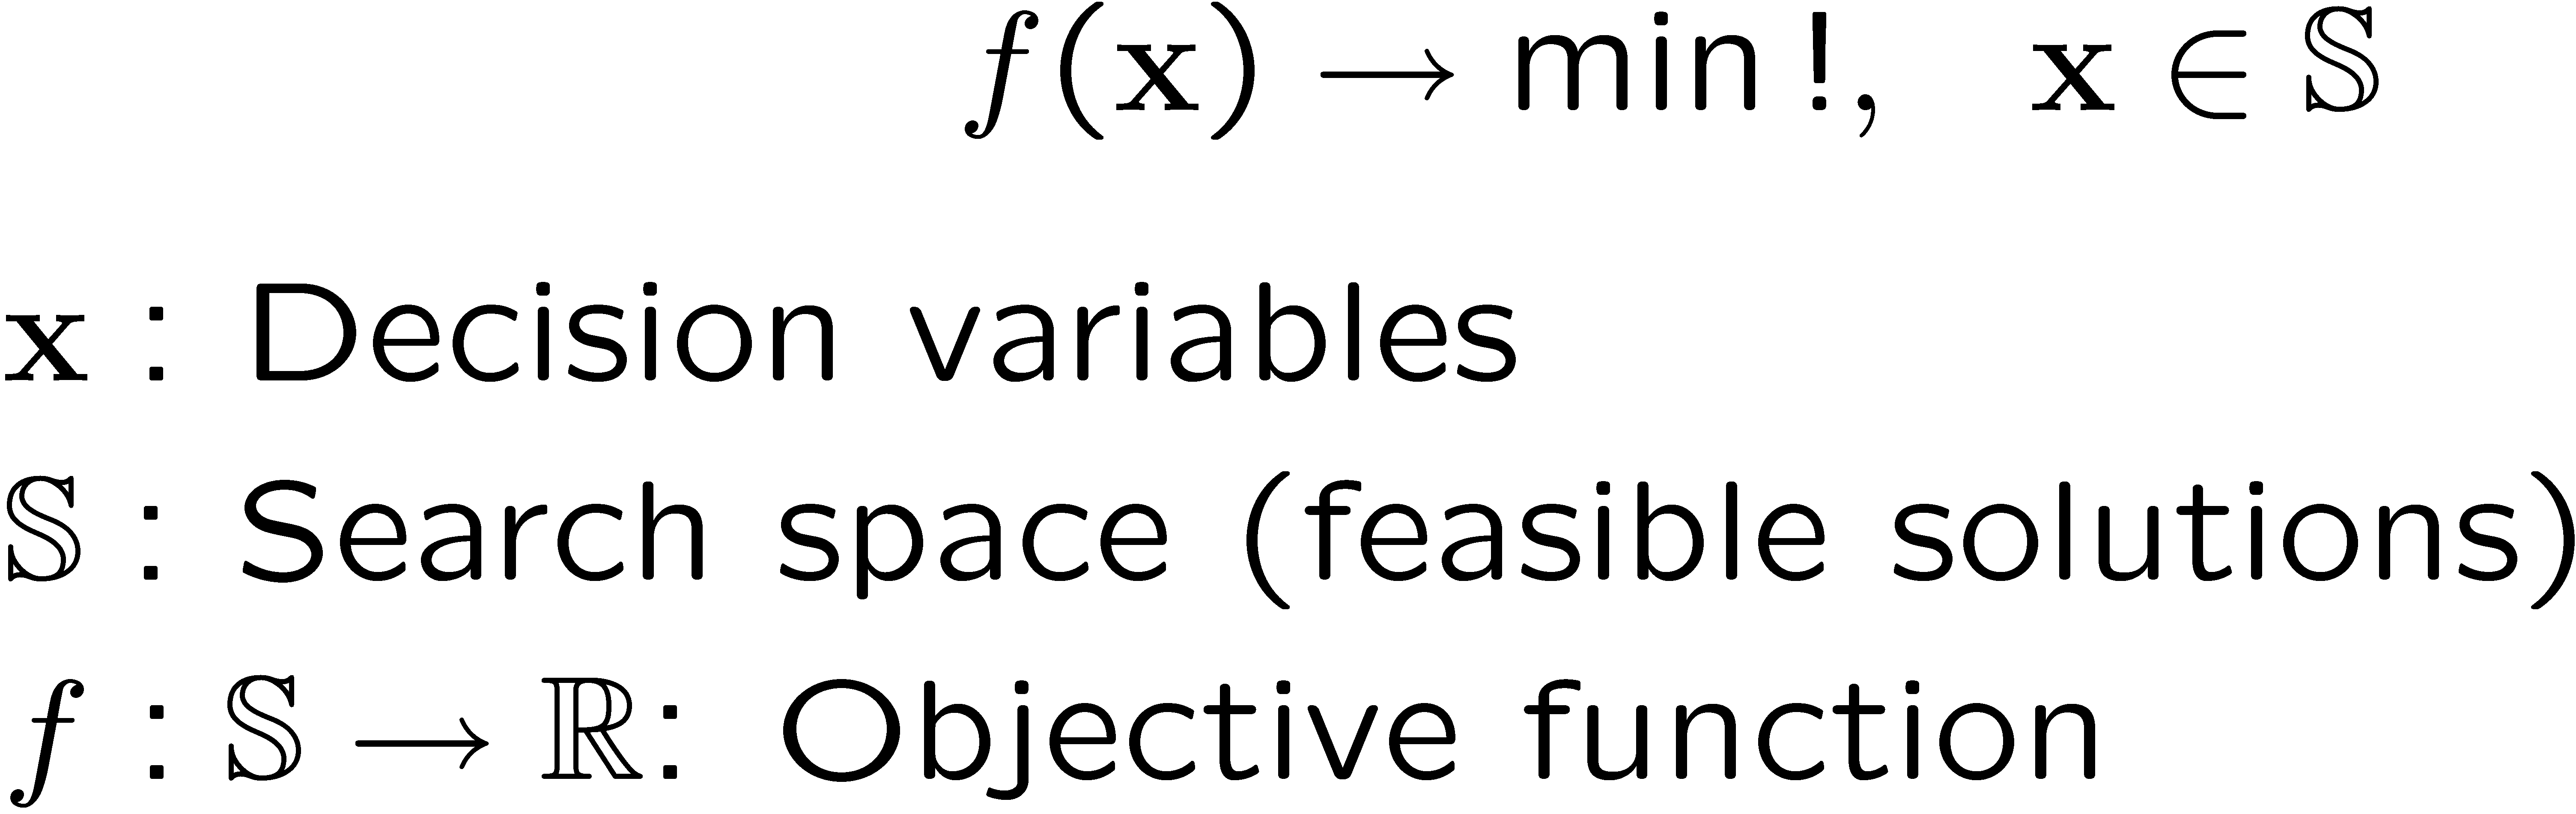 f(𝐱) → min !, 𝐱 ∈ 𝕊
𝐱 : Decision variables
𝕊 : Search space (feasible solutions)
f : 𝕊 → ℝ: Objective function